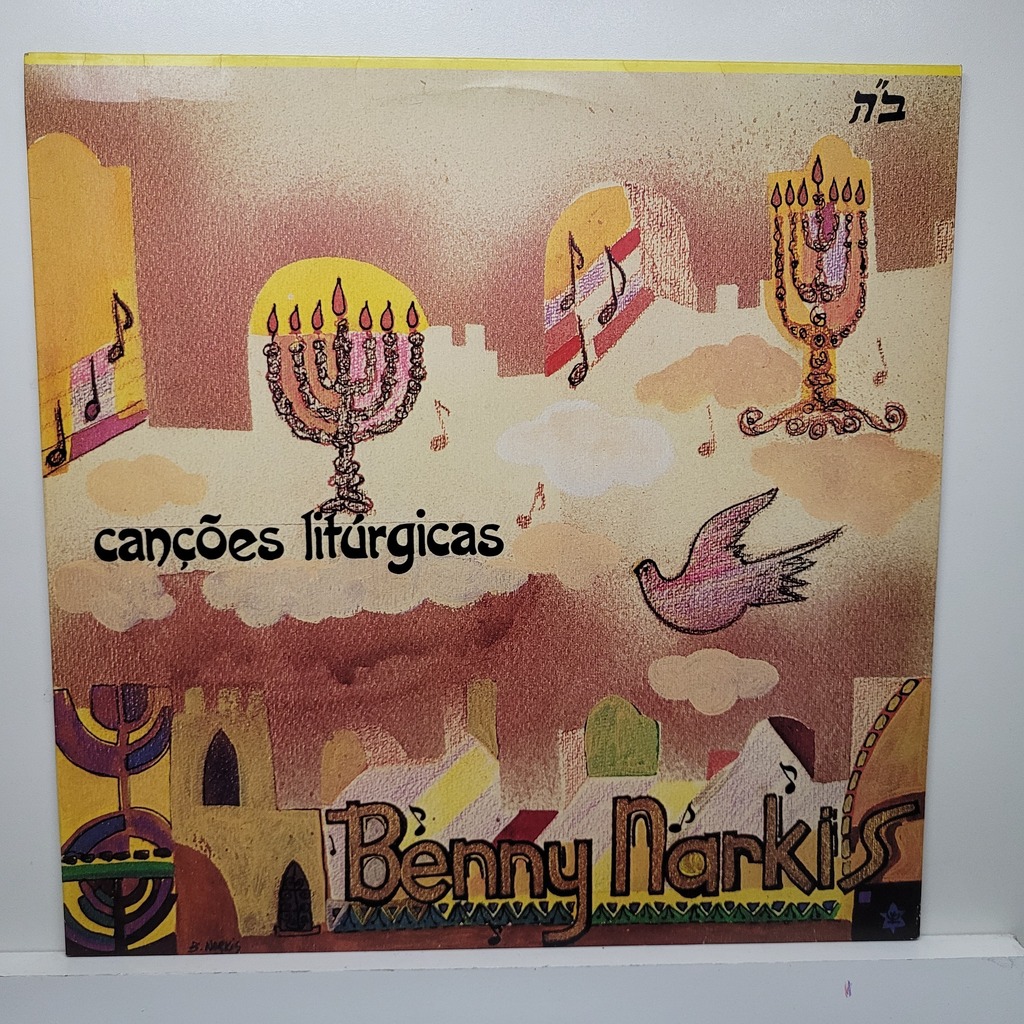 ב״ה
canções litúrgicas
Benny Narkis
B. NARKIS